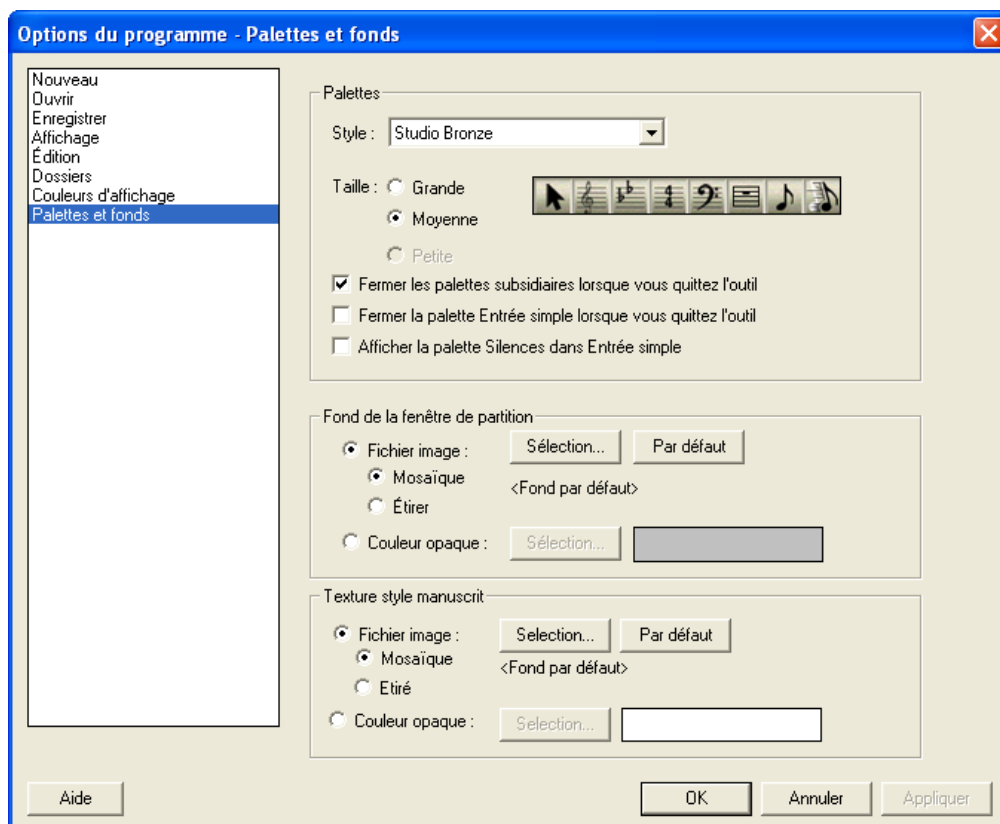 Options du programme - Palettes et fonds
Nouveau
Ouvrir
Enregistrer
Affichage
Édition
Dossiers
Couleurs d'affichage
Palettes et fonds
Palettes
Style : Studio Bronze
Taille : Grande
Moyenne
Petite
Fermer les palettes subsidiaires lorsque vous quittez l'outil
Fermer la palette Entrée simple lorsque vous quittez l'outil
Afficher la palette Silences dans Entrée simple
Fond de la fenêtre de partition
Fichier image : Sélection... Par défaut
Mosaïque
<Fond par défaut>
Étirer
Couleur opaque : Sélection...
Texture style manuscrit
Fichier image : Selection... Par défaut
Mosaïque
<Fond par défaut>
Etiré
Couleur opaque : Selection...
Aide OK Annuler Appliquer